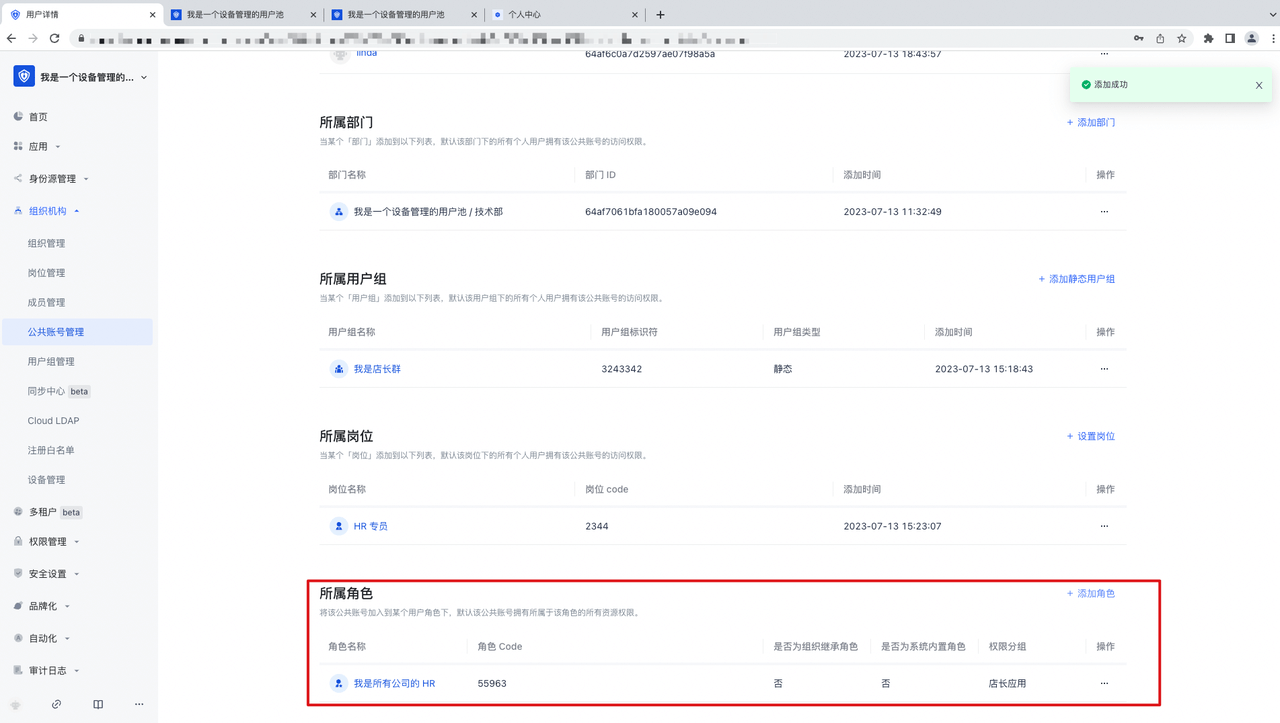 用户详情
我是一个设备管理的用户池
我是一个设备管理的用户池
个人中心
我是一个设备管理的...
首页
应用
身份源管理
组织机构
组织管理
岗位管理
成员管理
公共账号管理
用户组管理
同步中心 beta
Cloud LDAP
注册白名单
设备管理
多租户 beta
权限管理
安全设置
品牌化
自动化
审计日志
linda 64af6c0a7d2597ae07f98a5a 2023-07-13 18:43:57
添加成功
所属部门 + 添加部门
当某个「部门」添加到以下列表，默认该部门下的所有个人用户拥有该公共账号的访问权限。
部门名称 部门 ID 添加时间 操作
我是一个设备管理的用户池 / 技术部 64af7061bfa180057a09e094 2023-07-13 11:32:49
所属用户组 + 添加静态用户组
当某个「用户组」添加到以下列表，默认该用户组下的所有个人用户拥有该公共账号的访问权限。
用户组名称 用户组标识符 用户组类型 添加时间 操作
我是店长群 3243342 静态 2023-07-13 15:18:43
所属岗位 + 设置岗位
当某个「岗位」添加到以下列表，默认该岗位下的所有个人用户拥有该公共账号的访问权限。
岗位名称 岗位 code 添加时间 操作
HR 专员 2344 2023-07-13 15:23:07
所属角色 + 添加角色
将该公共账号加入到某个用户角色下，默认该公共账号拥有所属于该角色的所有资源权限。
角色名称 角色 Code 是否为组织继承角色 是否为系统内置角色 权限分组 操作
我是所有公司的 HR 55963 否 否 店长应用